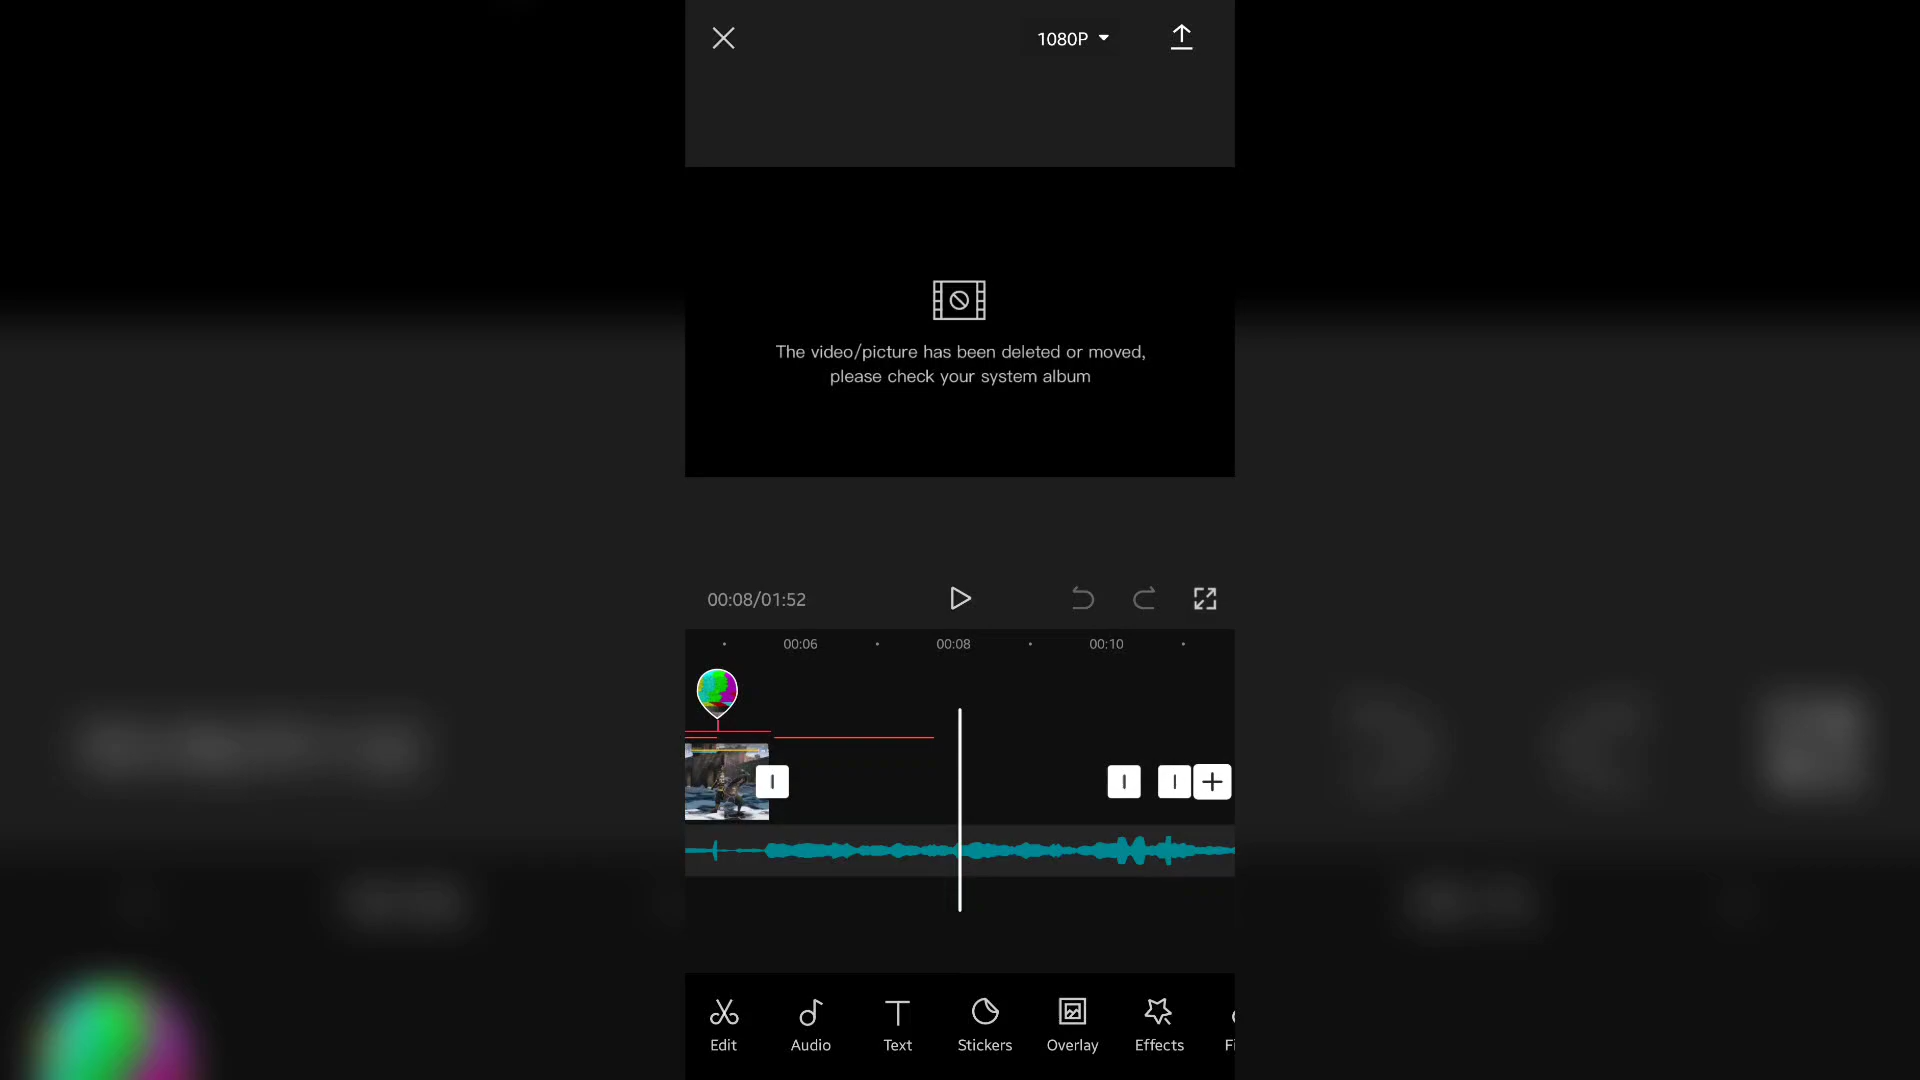 1080P
The video/picture has been deleted or moved,
please check your system album
00:08/01:52
00:06 00:08 00:10
Edit Audio Text Stickers Overlay Effects